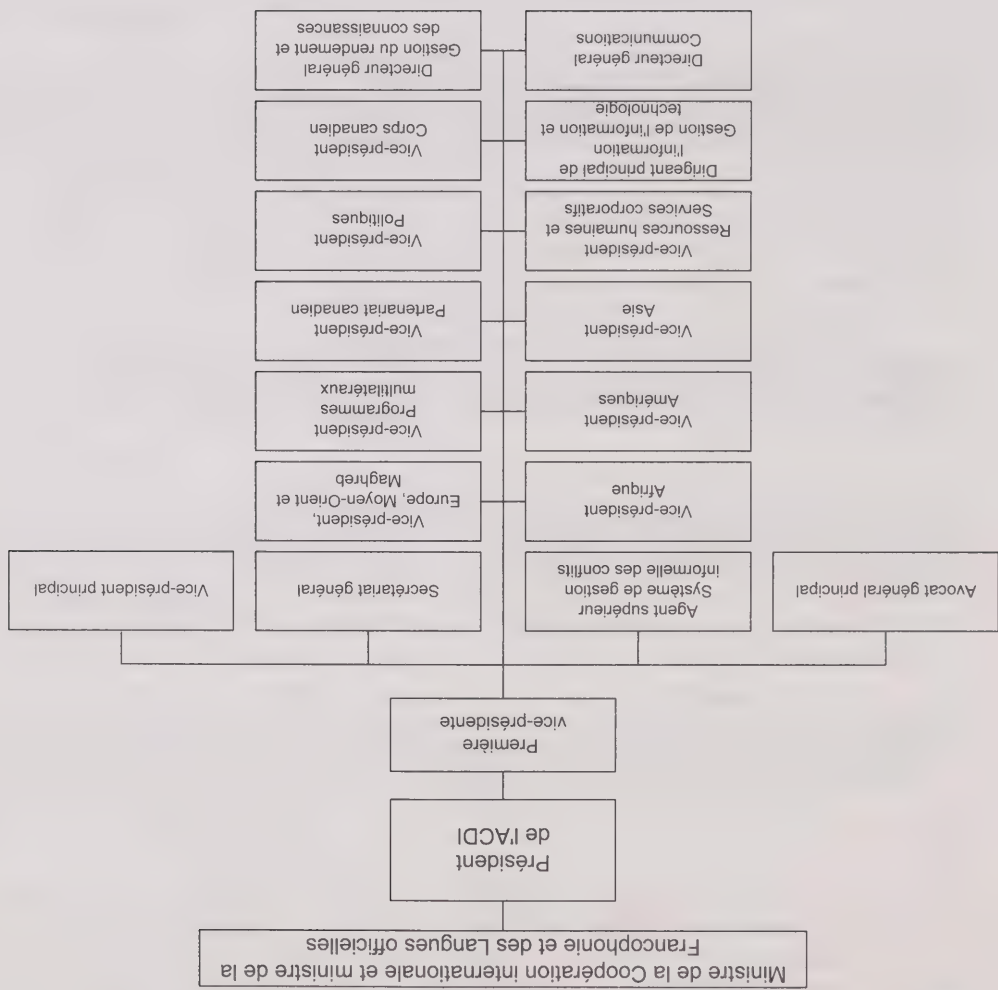 Ministre de la Coopération internationale et ministre de la
Francophonie et des Langues officielles
Président
de l'ACDI
Première
vice-présidente
Avocat général principal
Agent supérieur
Système de gestion
informelle des conflits
Secrétariat général
Vice-président principal
Vice-président
Afrique
Vice-président,
Europe, Moyen-Orient et
Maghreb
Vice-président
Amériques
Vice-président
Programmes
multilatéraux
Vice-président
Asie
Vice-président
Partenariat canadien
Vice-président
Ressources humaines et
Services corporatifs
Vice-président
Politiques
Dirigeant principal de
l'information
Gestion de l'information et
technologie
Vice-président
Corps canadien
Directeur général
Communications
Directeur général
Gestion du rendement et
des connaissances